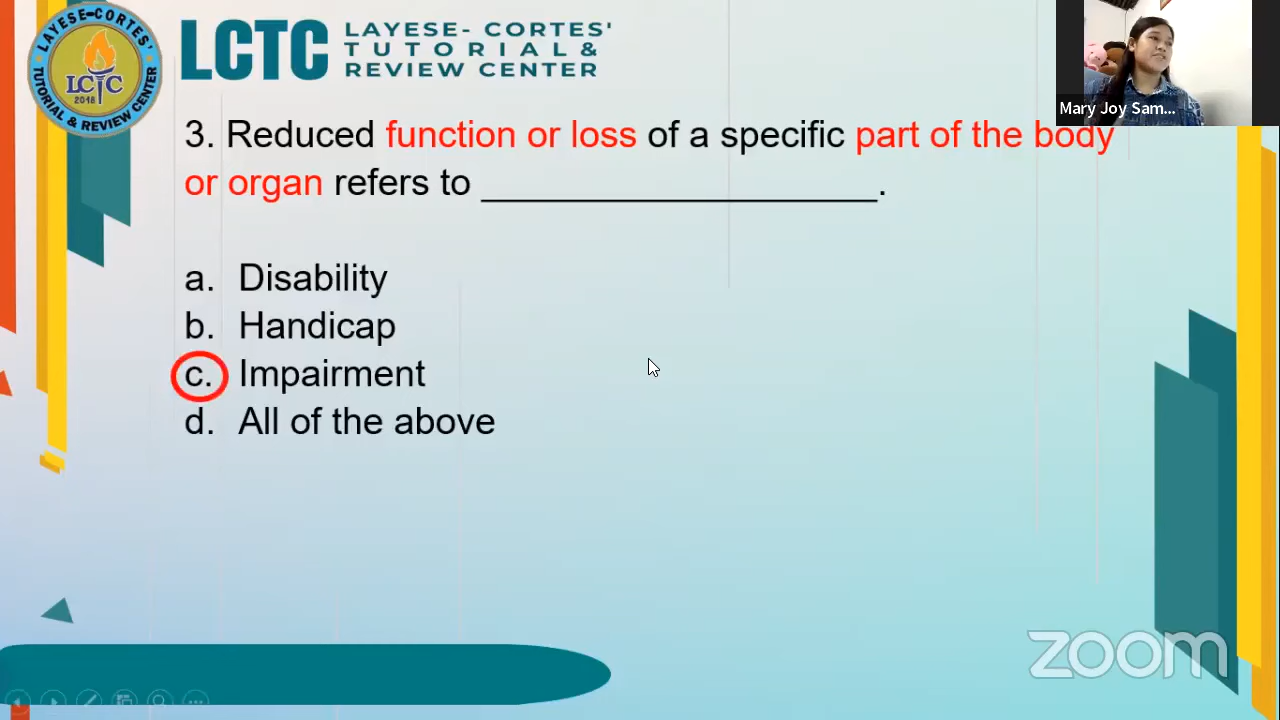 LAYESE-CORTES'
LCTC
2018
TUTORIAL & REVIEW CENTER
LCTC
LAYESE- CORTES'
TUTORIAL &
REVIEW CENTER
Mary Joy Sam...
3. Reduced function or loss of a specific part of the body
or organ refers to ___________________.
a. Disability
b. Handicap
c. Impairment
d. All of the above
zoom